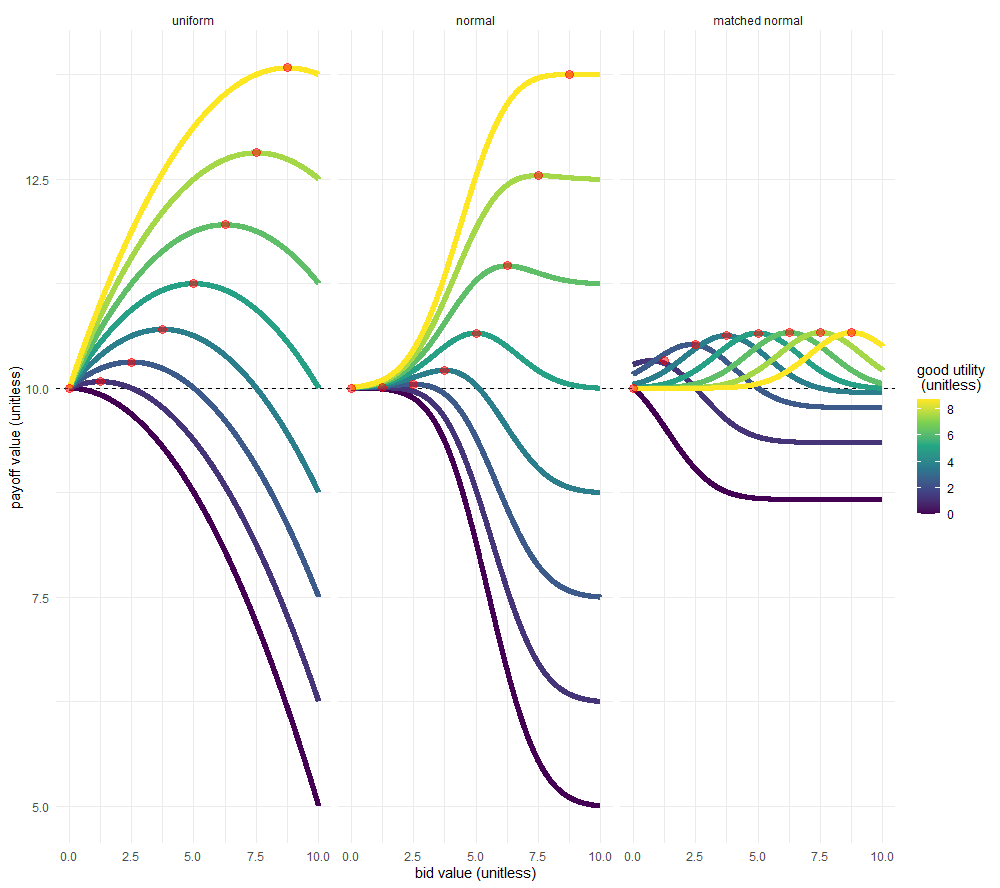 uniform
normal
matched normal
12.5
10.0
7.5
5.0
payoff value (unitless)
0.0 2.5 5.0 7.5 10.0
0.0 2.5 5.0 7.5 10.0
0.0 2.5 5.0 7.5 10.0
bid value (unitless)
good utility
(unitless)
8
6
4
2
0